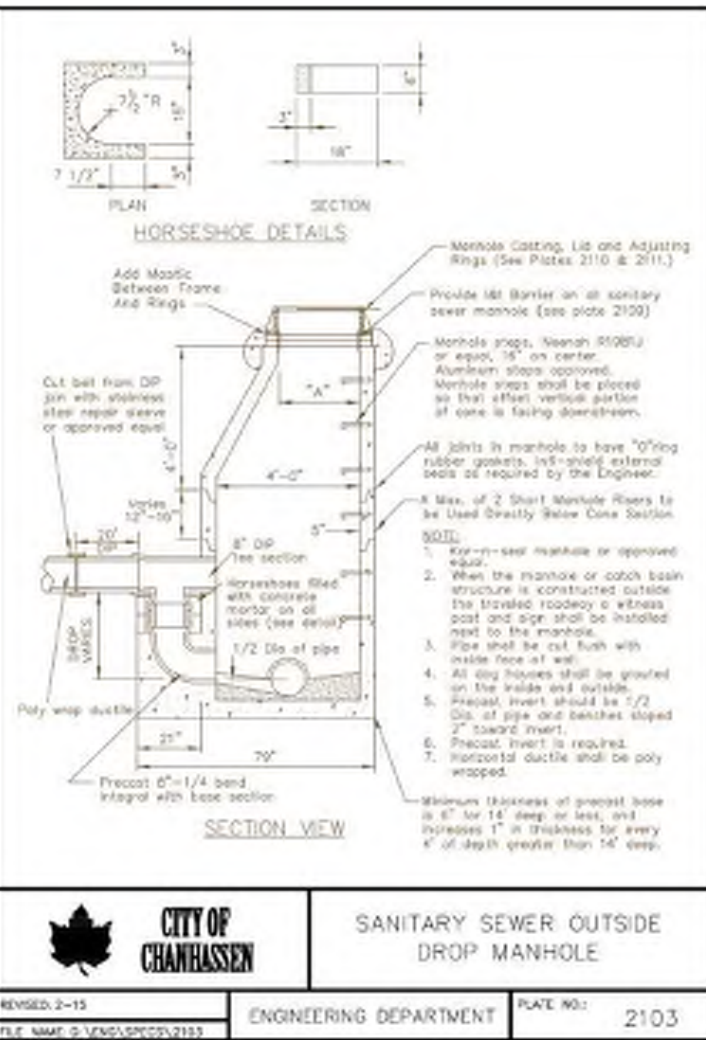 7 1/2" R
18"
7 1/2"
6"
3"
18"
PLAN
SECTION
HORSESHOE DETAILS
Add Mastic
Between Frame
And Rings
Manhole Casting, Lid and Adjusting
Rings (See Plates 2110 & 2111.)
Provide I&I Barrier on all sanitary
sewer manhole (see plate 2109)
Manhole steps, Neenah R1981J
or equal, 16" on center.
Aluminum steps approved.
Manhole steps shall be placed
so that offset vertical portion
of cone is facing downstream.
Cut bell from DIP
join with stainless
steel repair sleeve
or approved equal
"A"
4'-0"
4'-0"
All joints in manhole to have "O"ring
rubber gaskets. Infi-shield external
seals as required by the Engineer.
A Max. of 2 Short Manhole Risers to
be Used Directly Below Cone Section
Varies
12"-16"
20'
DIP
5"
8" DIP
Tee section
Horseshoes filled
with concrete
mortar on all
sides (see detail)
1/2 Dia of pipe
DROP
VARIES
Poly wrap ductile
21"
79"
Precast 8"-1/4 bend
Integral with base section
SECTION VIEW
NOTE:
1. Kor-n-seal manhole or approved
equal.
2. When the manhole or catch basin
structure is constructed outside
the traveled roadway a witness
post and sign shall be installed
next to the manhole.
3. Pipe shall be cut flush with
inside face of wall.
4. All dog houses shall be grouted
on the inside and outside.
5. Precast invert should be 1/2
Dia. of pipe and benches sloped
2" toward invert.
6. Precast invert is required.
7. Horizontal ductile shall be poly
wrapped.
Minimum thickness of precast base
is 6" for 14' deep or less, and
increases 1" in thickness for every
4' of depth greater than 14' deep.
CITY OF
CHANHASSEN
SANITARY SEWER OUTSIDE
DROP MANHOLE
REVISED: 2-15
FILE NAME: G:\ENG\SPECS\2103
ENGINEERING DEPARTMENT
PLATE NO.:
2103